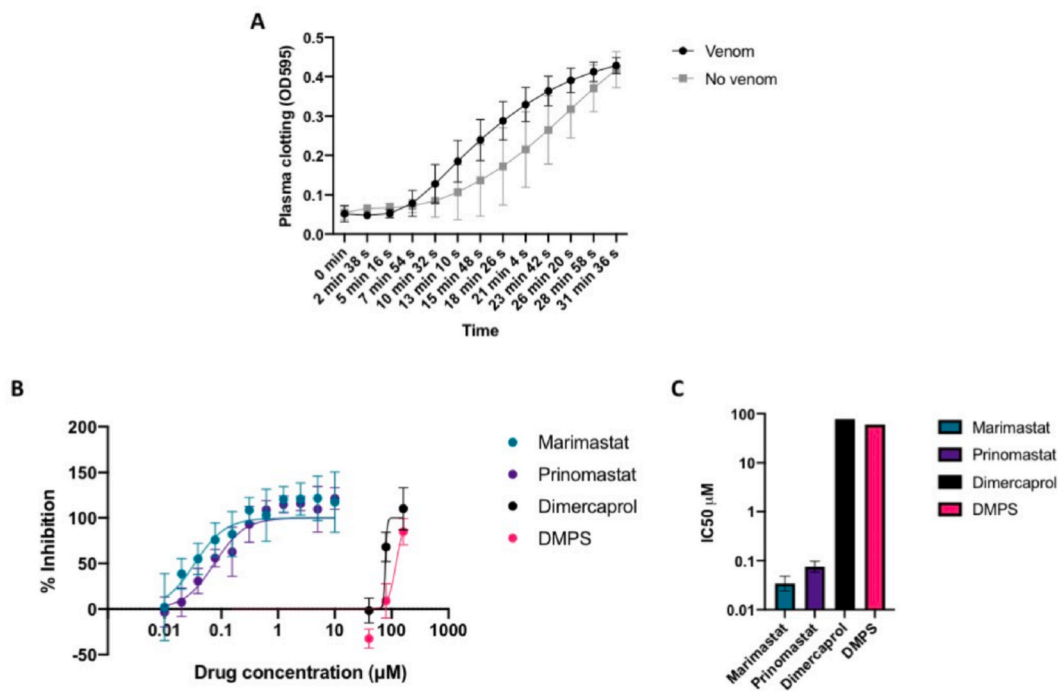 A
Plasma clotting (OD595)
0.5
0.4
0.3
0.2
0.1
0.0
0 min
2 min 38 s
5 min 16 s
7 min 54 s
10 min 32 s
13 min 10 s
15 min 48 s
18 min 26 s
21 min 4 s
23 min 42 s
26 min 20 s
28 min 58 s
31 min 36 s
Time
Venom
No venom
B
% Inhibition
200
150
100
50
0
-50
0.01
0.1
1
10
100
1000
Drug concentration (µM)
Marimastat
Prinomastat
Dimercaprol
DMPS
C
IC50 µM
100
10
1
0.1
0.01
Marimastat
Prinomastat
Dimercaprol
DMPS
Marimastat
Prinomastat
Dimercaprol
DMPS